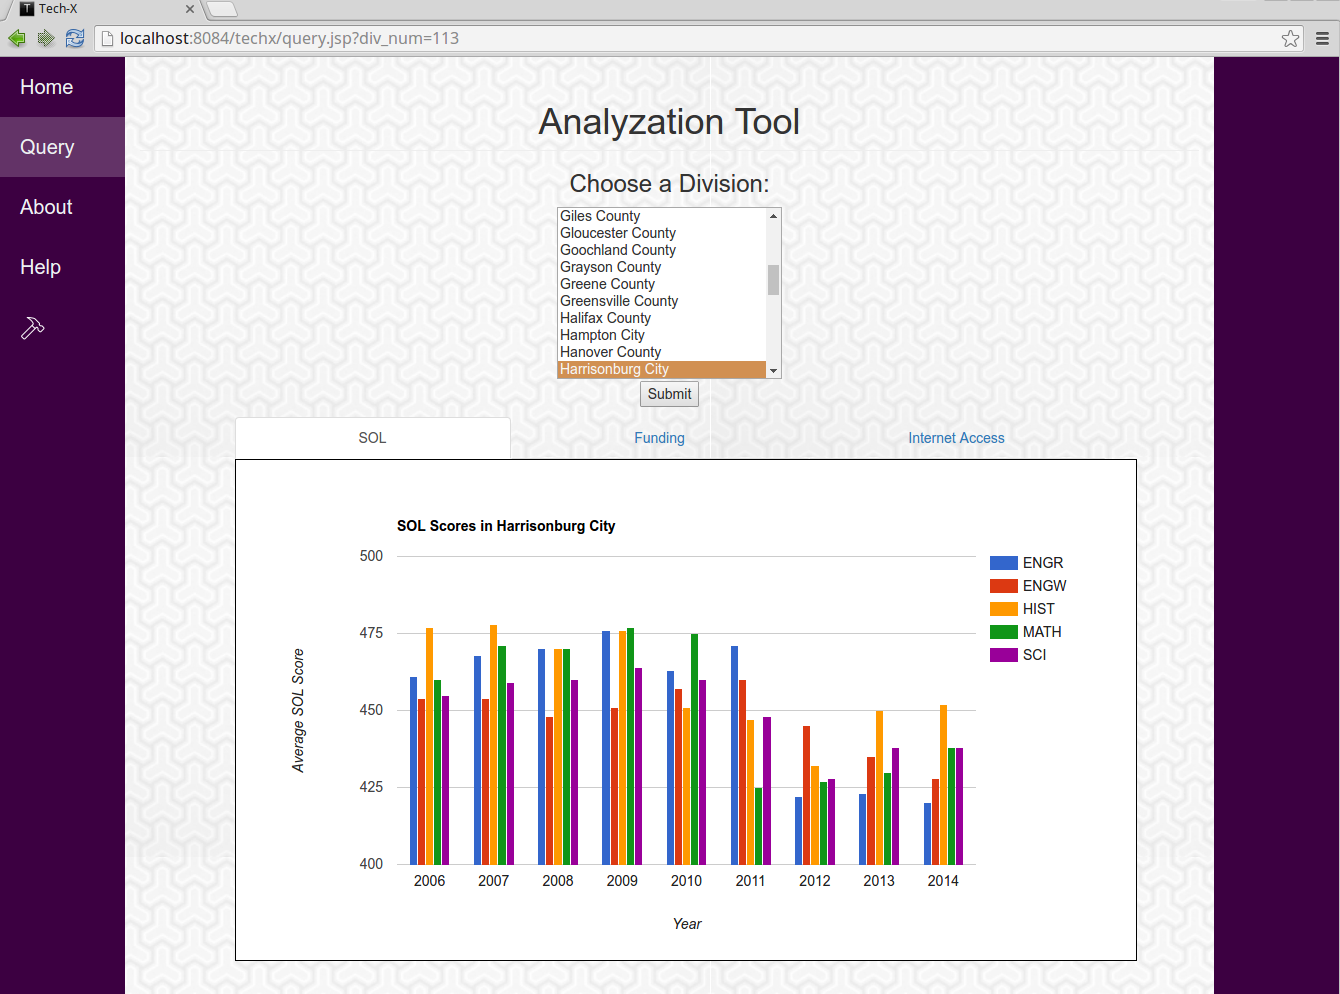 Tech-X
localhost:8084/techx/query.jsp?div_num=113
Home
Query
About
Help
Analyzation Tool
Choose a Division:
Giles County
Gloucester County
Goochland County
Grayson County
Greene County
Greensville County
Halifax County
Hampton City
Hanover County
Harrisonburg City
Submit
SOL
Funding
Internet Access
SOL Scores in Harrisonburg City
500
475
450
425
400
Average SOL Score
2006 2007 2008 2009 2010 2011 2012 2013 2014
Year
ENGR
ENGW
HIST
MATH
SCI